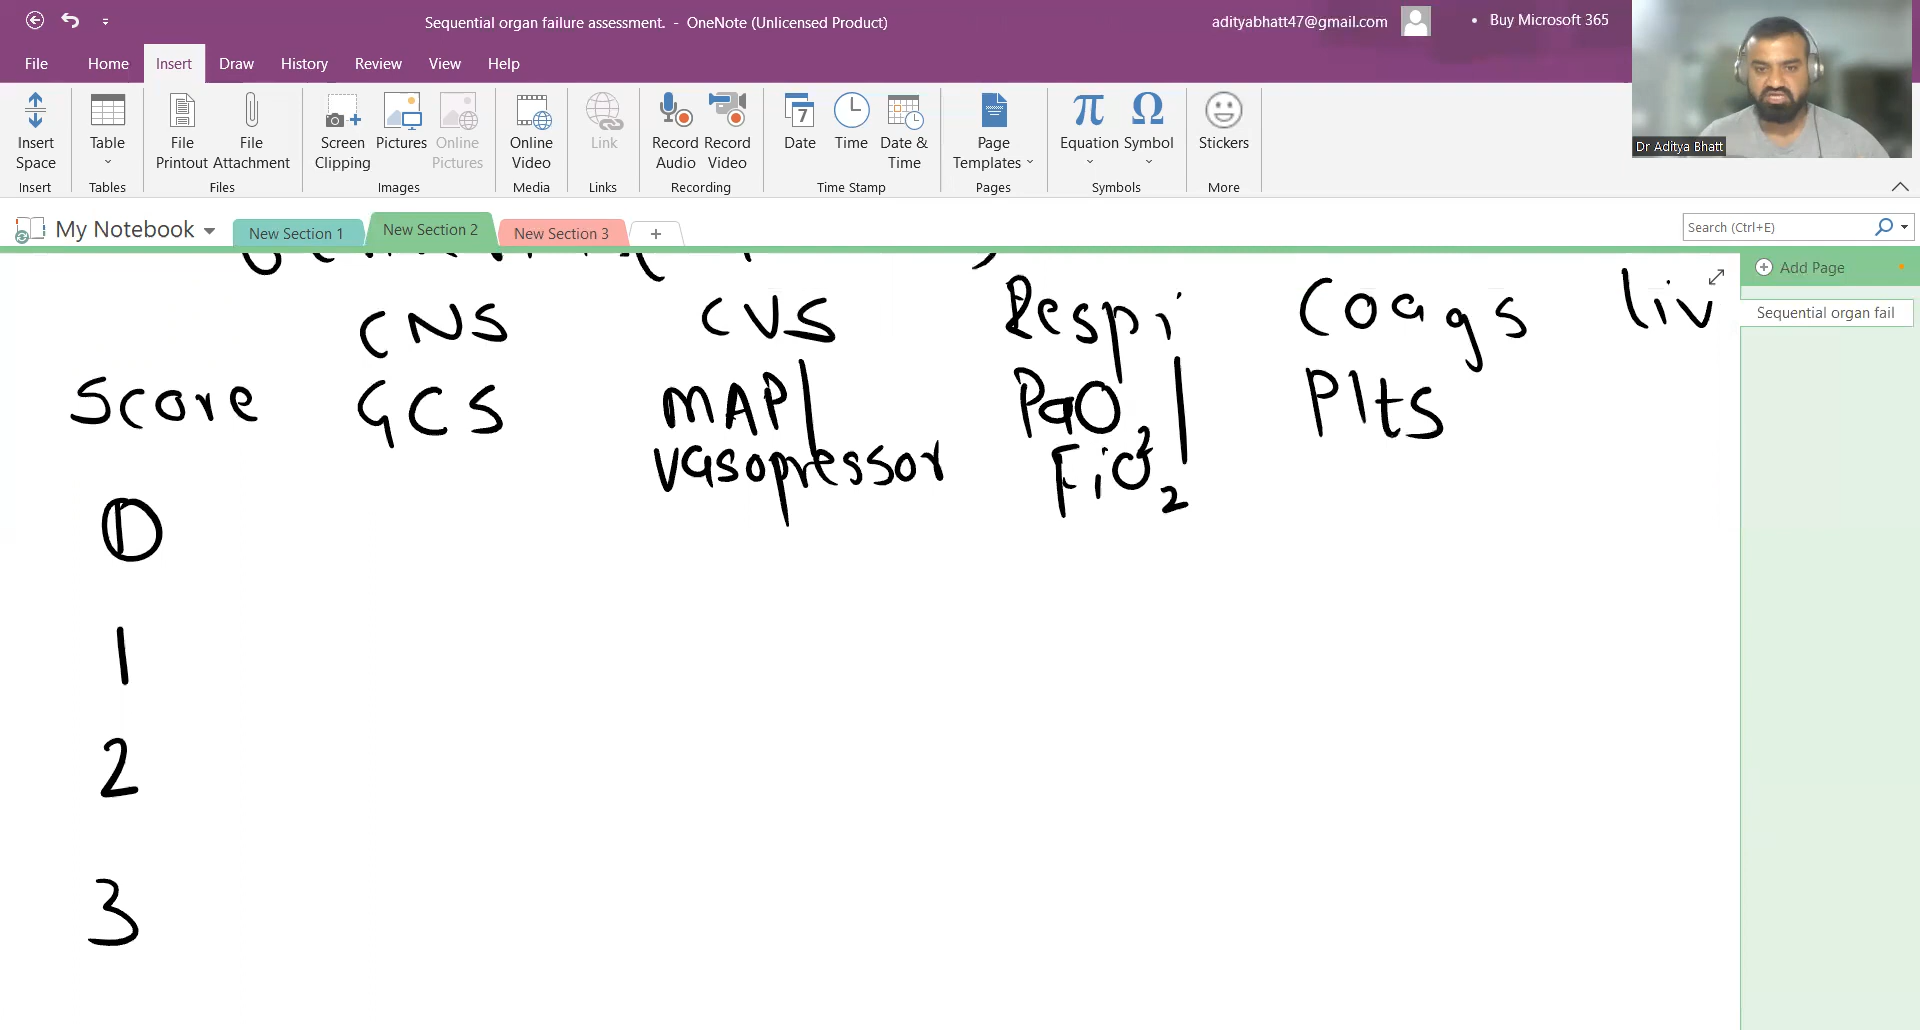 Sequential organ failure assessment. - OneNote (Unlicensed Product)
adityabhatt47@gmail.com
• Buy Microsoft 365
File Home Insert Draw History Review View Help
Insert Space
Table
File Printout
File Attachment
Screen Clipping
Pictures
Online Pictures
Online Video
Link
Record Audio
Record Video
7
Date
Time
Date & Time
Page Templates
π
Equation
Ω
Symbol
Stickers
Insert Tables Files Images Media Links Recording Time Stamp Pages Symbols More
Dr Aditya Bhatt
My Notebook
New Section 1
New Section 2
New Section 3
+
Search (Ctrl+E)
Add Page
Sequential organ fail
CNS CVS Respi Coags liv
Score GCS MAP| PaO2| Plts
vasopressor FiO2
0
1
2
3